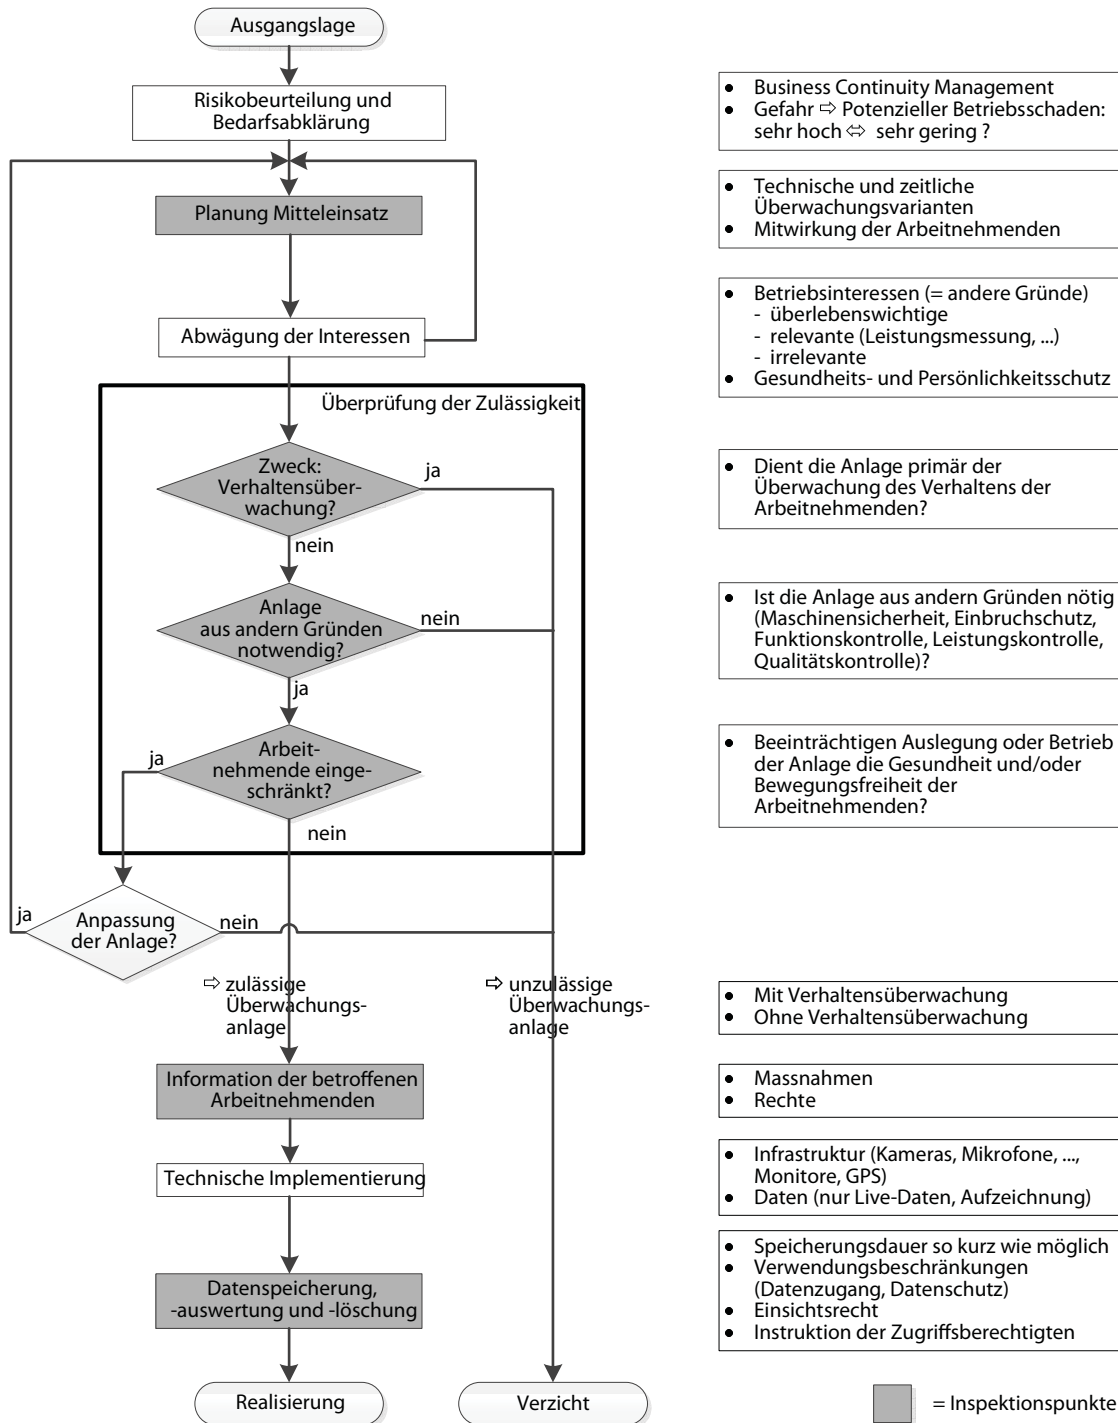 Ausgangslage
Risikobeurteilung und
Bedarfsabklärung
• Business Continuity Management
• Gefahr ⇨ Potenzieller Betriebsschaden:
sehr hoch ⬄ sehr gering ?
Planung Mitteleinsatz
• Technische und zeitliche
Überwachungsvarianten
• Mitwirkung der Arbeitnehmenden
Abwägung der Interessen
• Betriebsinteressen (= andere Gründe)
- überlebenswichtige
- relevante (Leistungsmessung, ...)
- irrelevante
• Gesundheits- und Persönlichkeitsschutz
Überprüfung der Zulässigkeit
Zweck:
Verhaltensüber-
wachung?
ja
nein
• Dient die Anlage primär der
Überwachung des Verhaltens der
Arbeitnehmenden?
Anlage
aus andern Gründen
notwendig?
nein
ja
• Ist die Anlage aus andern Gründen nötig
(Maschinensicherheit, Einbruchschutz,
Funktionskontrolle, Leistungskontrolle,
Qualitätskontrolle)?
ja
Arbeit-
nehmende einge-
schränkt?
nein
• Beeinträchtigen Auslegung oder Betrieb
der Anlage die Gesundheit und/oder
Bewegungsfreiheit der
Arbeitnehmenden?
ja
Anpassung
der Anlage?
nein
⇨ zulässige
Überwachungs-
anlage
⇨ unzulässige
Überwachungs-
anlage
• Mit Verhaltensüberwachung
• Ohne Verhaltensüberwachung
Information der betroffenen
Arbeitnehmenden
• Massnahmen
• Rechte
Technische Implementierung
• Infrastruktur (Kameras, Mikrofone, ...,
Monitore, GPS)
• Daten (nur Live-Daten, Aufzeichnung)
Datenspeicherung,
-auswertung und -löschung
• Speicherungsdauer so kurz wie möglich
• Verwendungsbeschränkungen
(Datenzugang, Datenschutz)
• Einsichtsrecht
• Instruktion der Zugriffsberechtigten
Realisierung
Verzicht
= Inspektionspunkte